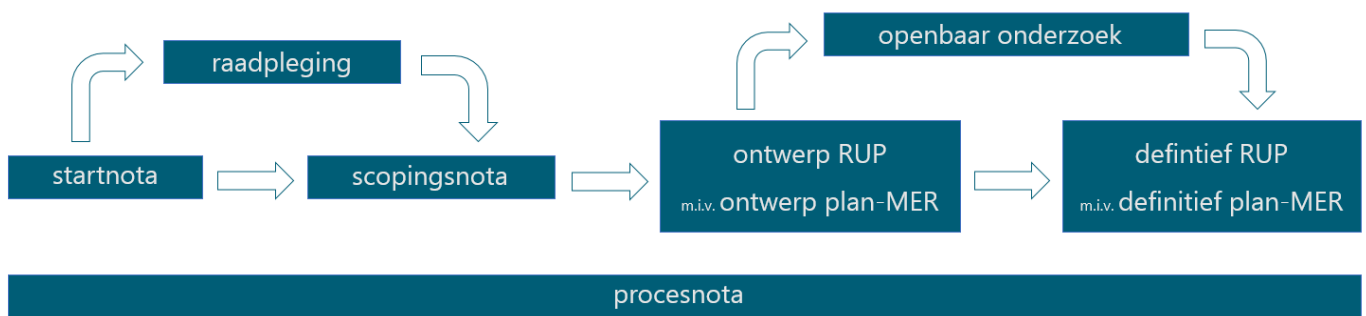 raadpleging
openbaar onderzoek
startnota
scopingsnota
ontwerp RUP
m.i.v. ontwerp plan-MER
defintief RUP
m.i.v. definitief plan-MER
procesnota